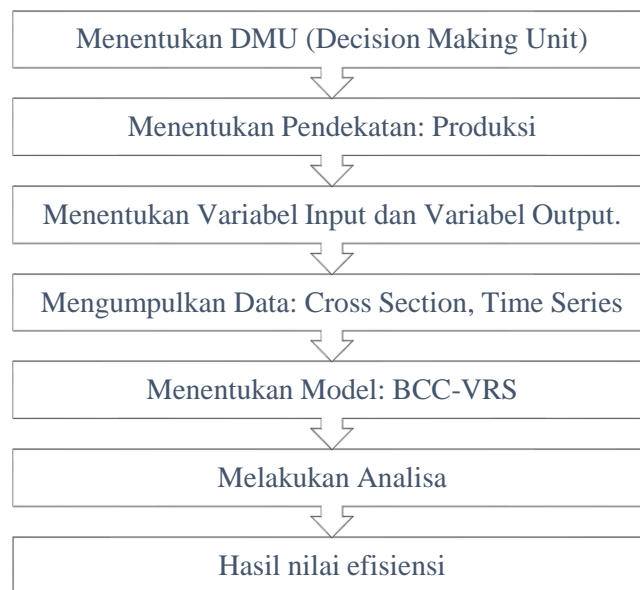 Menentukan DMU (Decision Making Unit)
Menentukan Pendekatan: Produksi
Menentukan Variabel Input dan Variabel Output.
Mengumpulkan Data: Cross Section, Time Series
Menentukan Model: BCC-VRS
Melakukan Analisa
Hasil nilai efisiensi